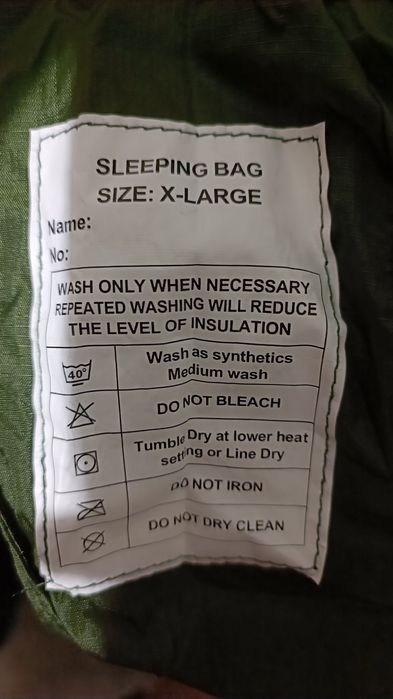 SLEEPING BAG
SIZE: X-LARGE
Name:
No:
WASH ONLY WHEN NECESSARY
REPEATED WASHING WILL REDUCE
THE LEVEL OF INSULATION
40°
Wash as synthetics
Medium wash
DO NOT BLEACH
Tumble Dry at lower heat
setting or Line Dry
DO NOT IRON
DO NOT DRY CLEAN